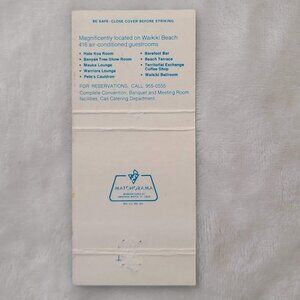 BE SAFE - CLOSE COVER BEFORE STRIKING
Magnificently located on Waikiki Beach
416 air-conditioned guestrooms
• Hala Koa Room
• Banyan Tree Show Room
• Mauka Lounge
• Warriors Lounge
• Pele's Cauldron
• Barefoot Bar
• Beach Terrace
• Territorial Exchange
Coffee Shop
• Waikiki Ballroom
FOR RESERVATIONS, CALL 955-0555
Complete Convention, Banquet and Meeting Room
facilities. Call Catering Department
MATCHORAMA